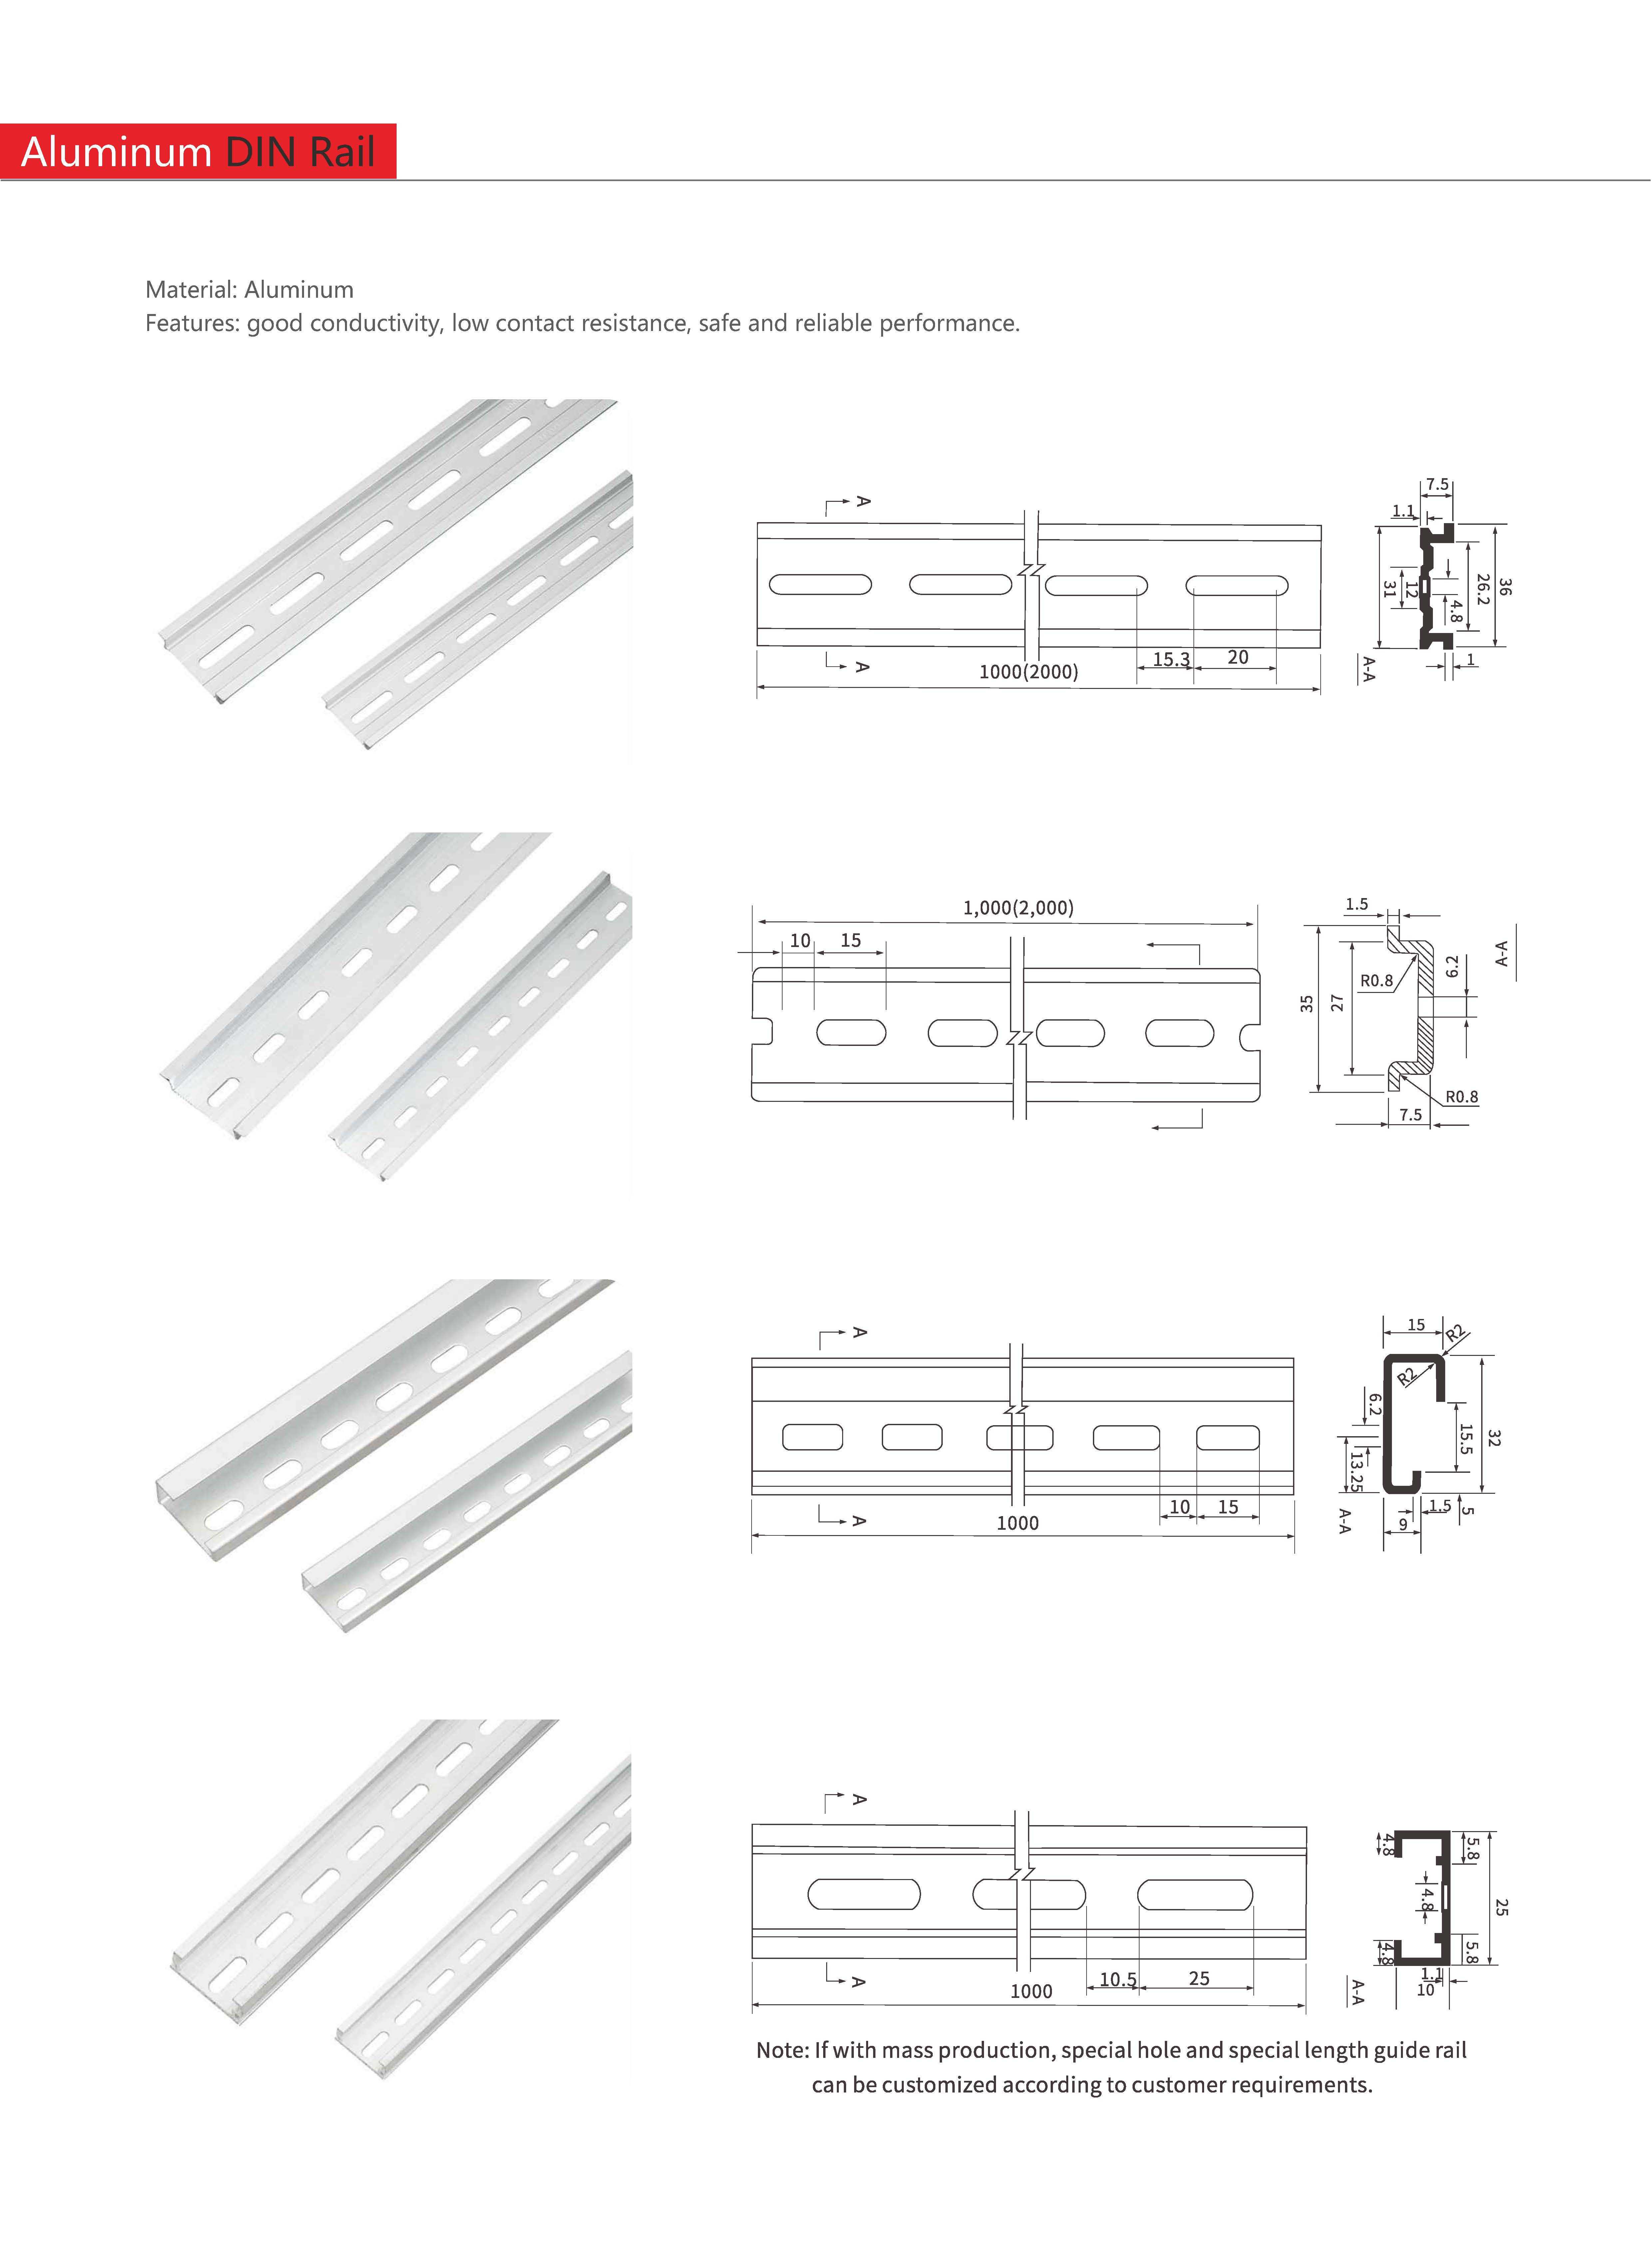 Aluminum DIN Rail
Material: Aluminum
Features: good conductivity, low contact resistance, safe and reliable performance.
A
A
1000(2000)
15.3
20
7.5
1.1
31
12
4.8
26.2
36
1
A-A
1,000(2,000)
10
15
1.5
35
27
R0.8
6.2
A-A
R0.8
7.5
A
A
1000
10
15
15
R2
R2
6.2
15.5
32
13.25
1.5
5
9
A-A
A
A
1000
10.5
25
4.8
5.8
4.8
25
4.8
5.8
1.1
10
A-A
Note: If with mass production, special hole and special length guide rail
can be customized according to customer requirements.